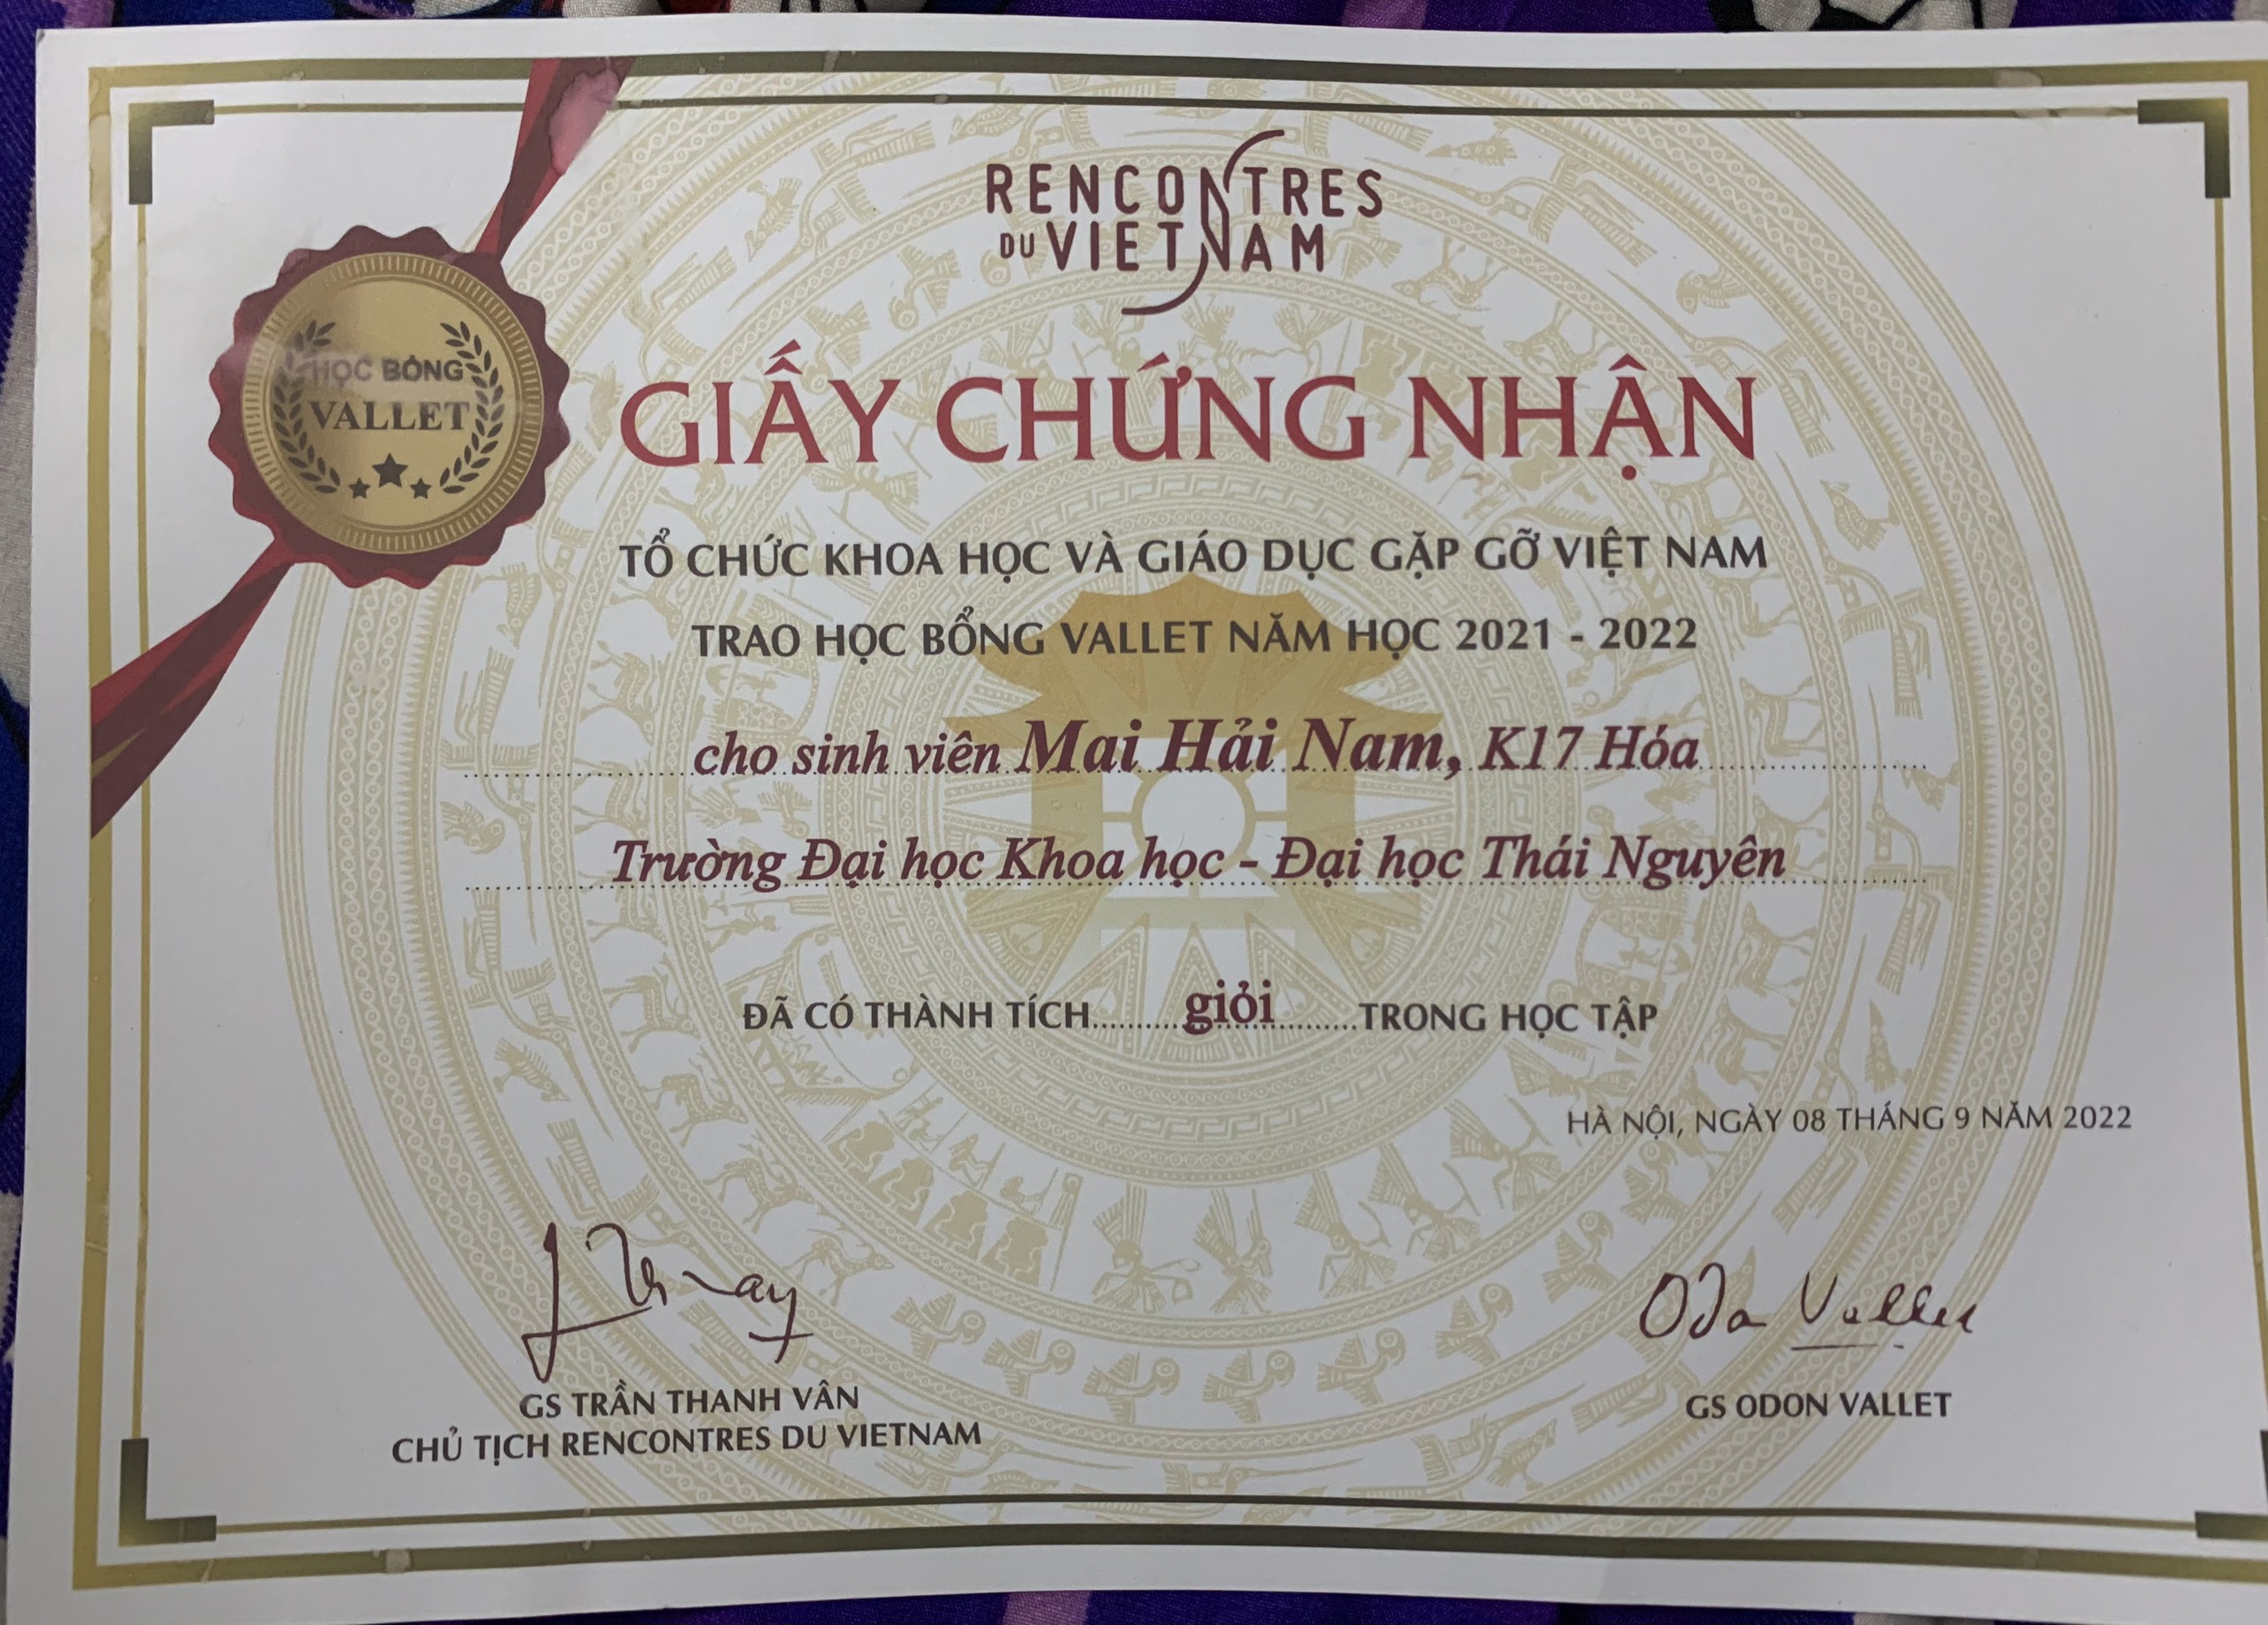 RENCONTRES
DU VIETNAM
HỌC BỔNG
VALLET
GIẤY CHỨNG NHẬN
TỔ CHỨC KHOA HỌC VÀ GIÁO DỤC GẶP GỠ VIỆT NAM
TRAO HỌC BỔNG VALLET NĂM HỌC 2021 - 2022
cho sinh viên Mai Hải Nam, K17 Hóa
Trường Đại học Khoa học - Đại học Thái Nguyên
ĐÃ CÓ THÀNH TÍCH.........giỏi.........TRONG HỌC TẬP
HÀ NỘI, NGÀY 08 THÁNG 9 NĂM 2022
Odon Vallet
GS TRẦN THANH VÂN
CHỦ TỊCH RENCONTRES DU VIETNAM
GS ODON VALLET